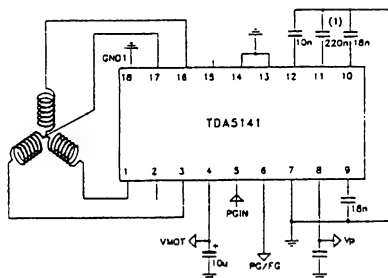 (1)
10n 220n 18n
GND1
18 17 16 15 14 13 12 11 10
TDA5141
1 2 3 4 5 6 7 8 9
PGIN
18n
VMOT
+
10u
PG/FG
Vp